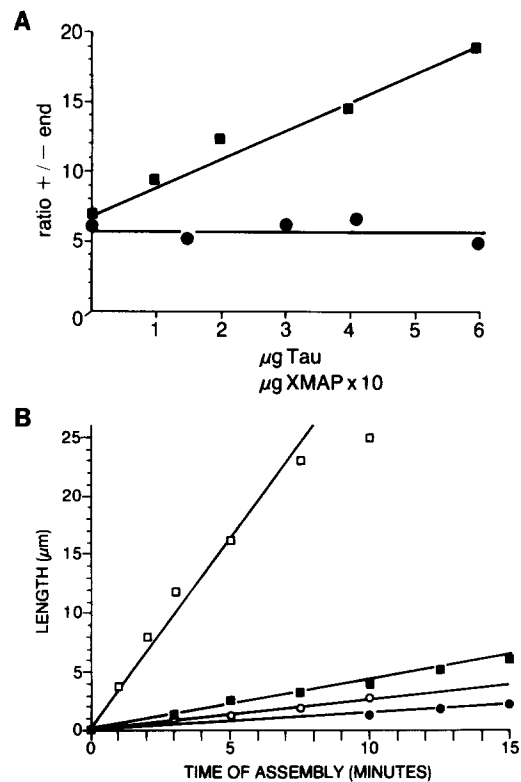 A
20
15
10
5
0
ratio + / − end
1 2 3 4 5 6
µg Tau
µg XMAP x 10
B
25
20
15
10
5
0
LENGTH (µm)
0 5 10 15
TIME OF ASSEMBLY (MINUTES)